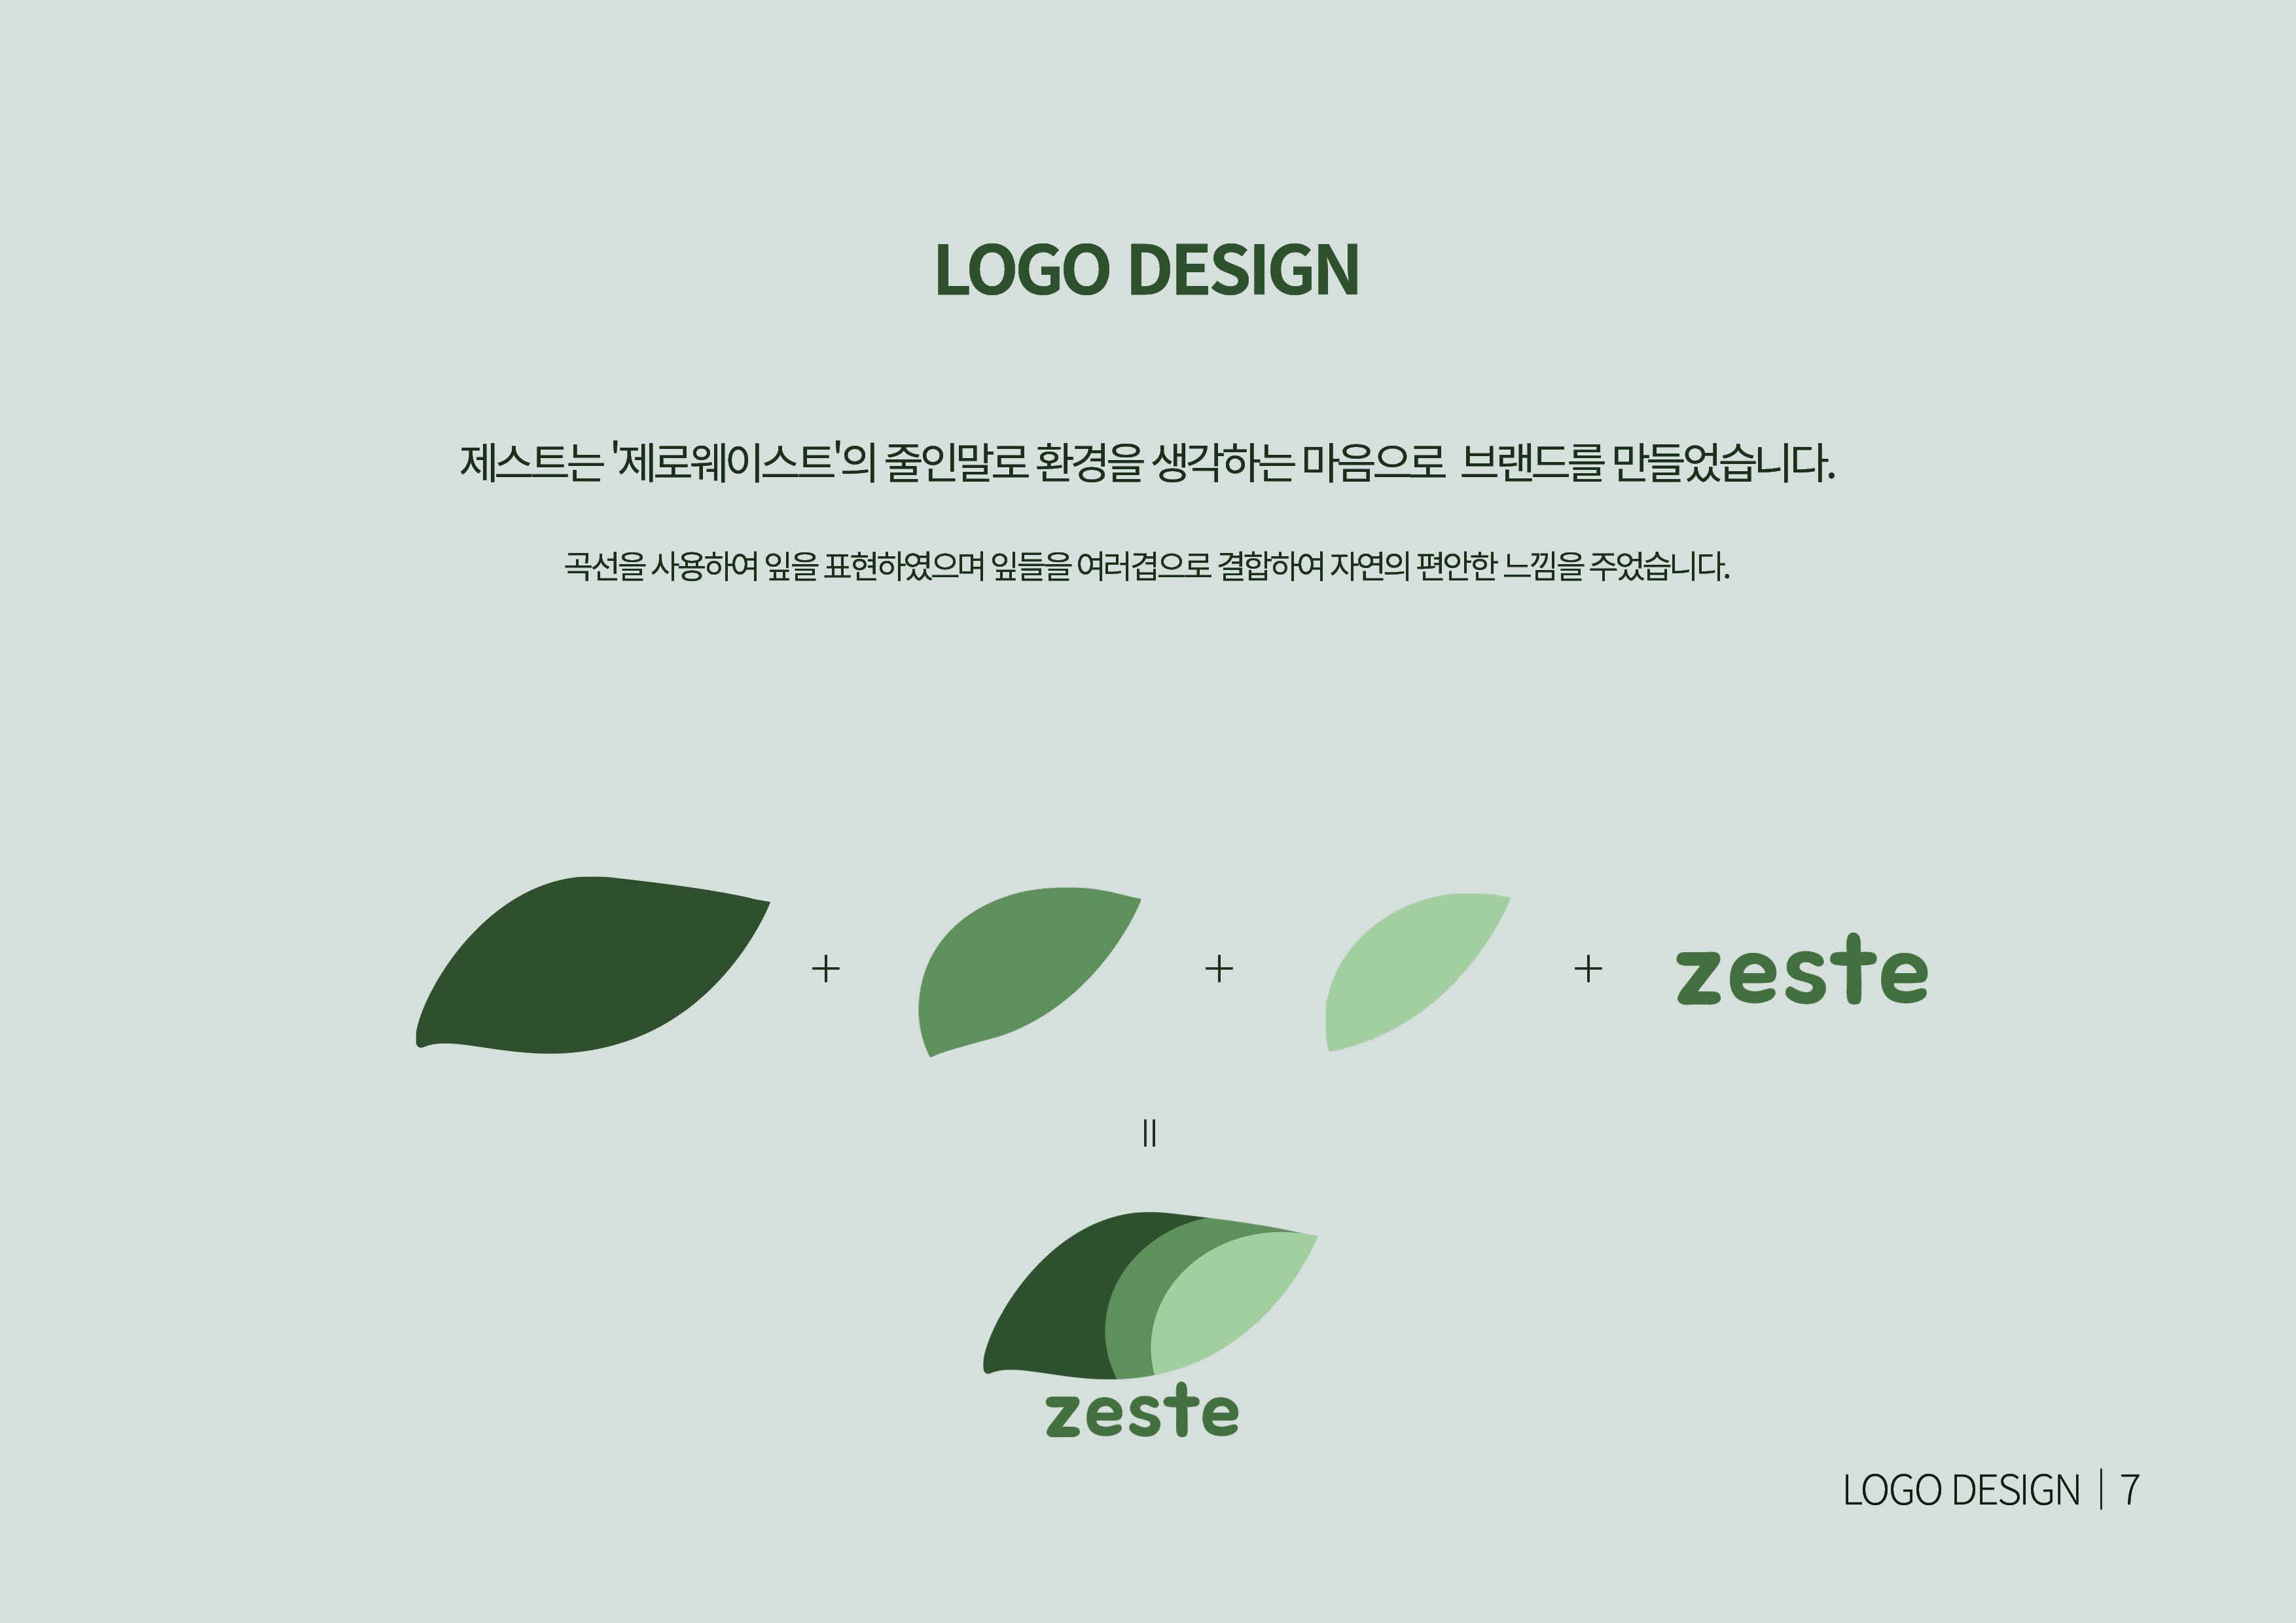 LOGO DESIGN
제스트는 '제로웨이스트'의 줄인말로 환경을 생각하는 마음으로 브랜드를 만들었습니다.
곡선을 사용하여 잎을 표현하였으며 잎들을 여러겹으로 결합하여 자연의 편안한 느낌을 주었습니다.
+ + + zeste
=
zeste
LOGO DESIGN | 7